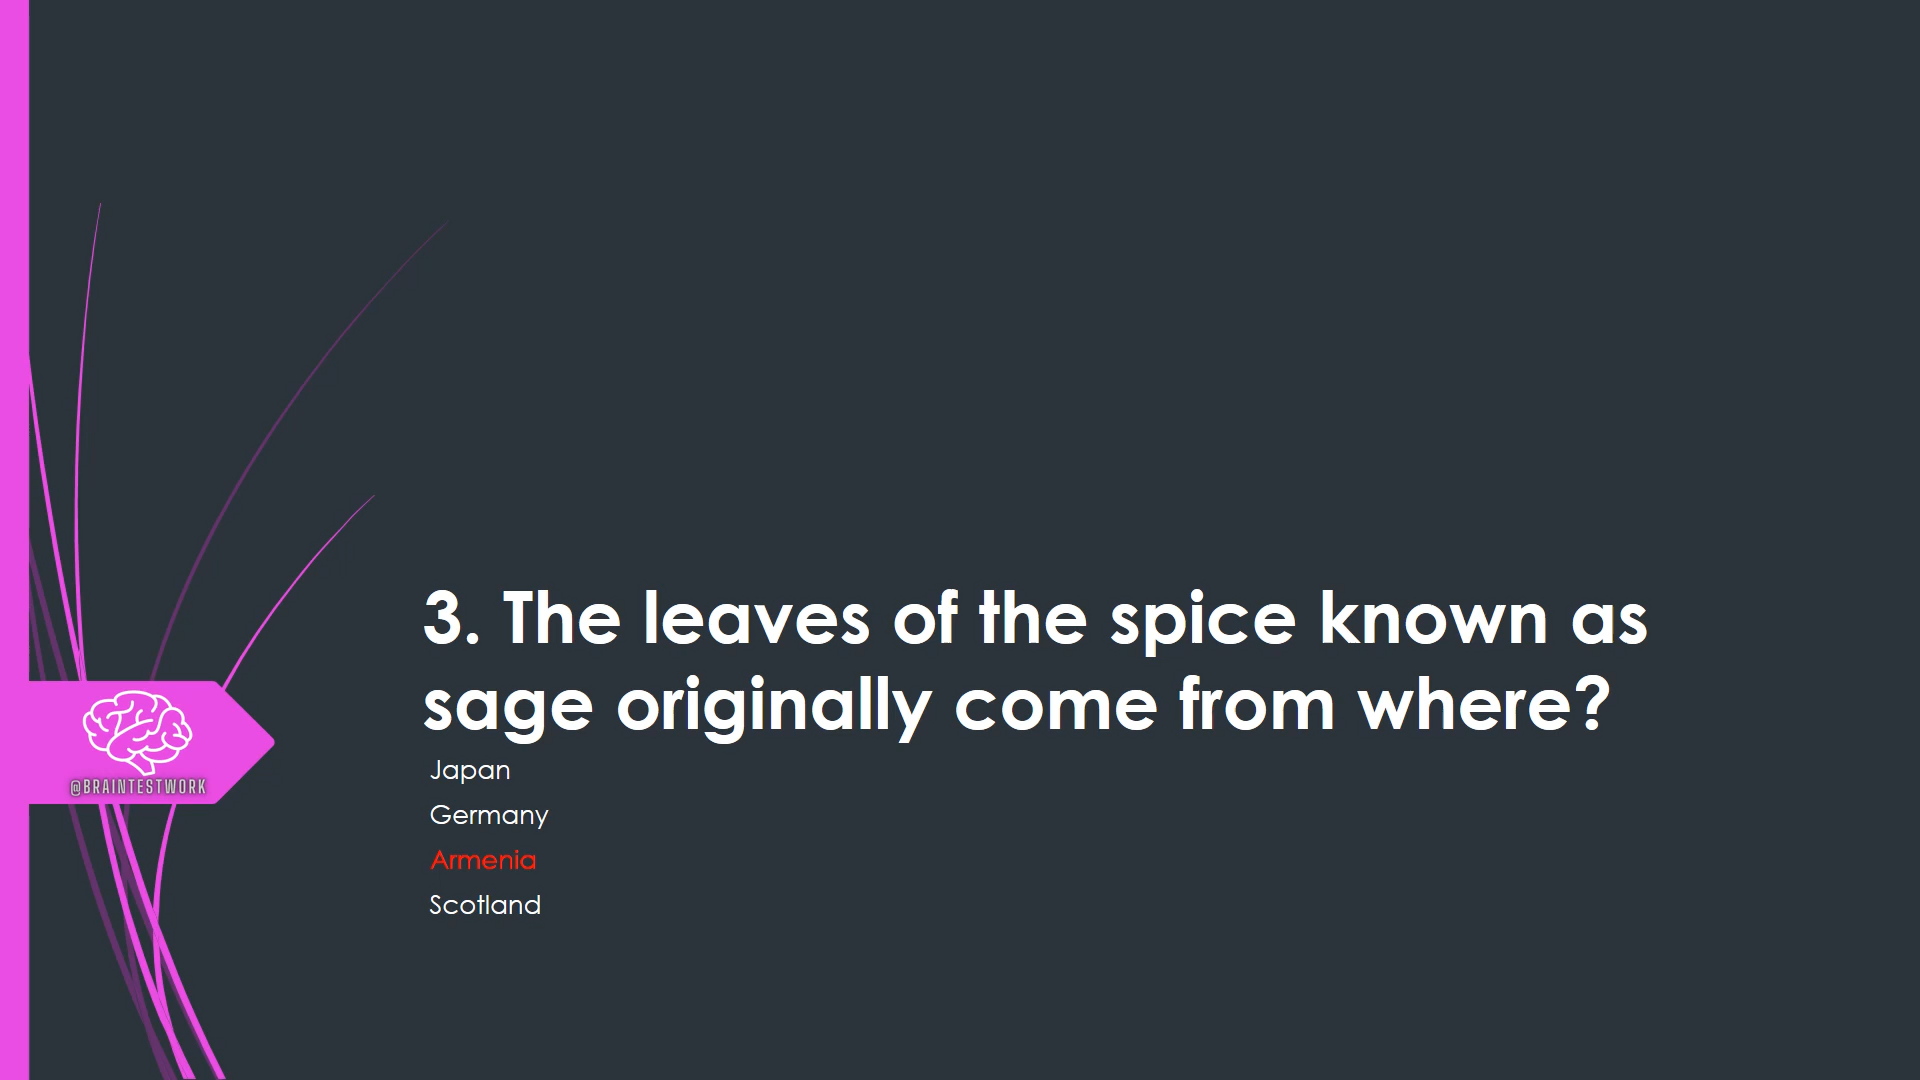 3. The leaves of the spice known as
sage originally come from where?
Japan
Germany
Armenia
Scotland
@BRAINTESTWORK